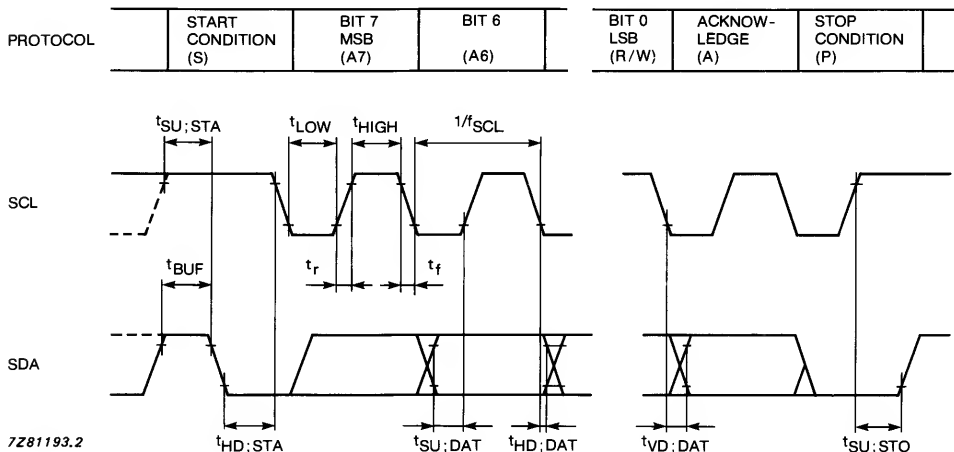 PROTOCOL
START
CONDITION
(S)
BIT 7
MSB
(A7)
BIT 6
(A6)
BIT 0
LSB
(R/W)
ACKNOW-
LEDGE
(A)
STOP
CONDITION
(P)
tSU;STA
tLOW
tHIGH
1/fSCL
SCL
tBUF
tr
tf
SDA
tHD;STA
tSU;DAT
tHD;DAT
tVD;DAT
tSU;STO
7Z81193.2